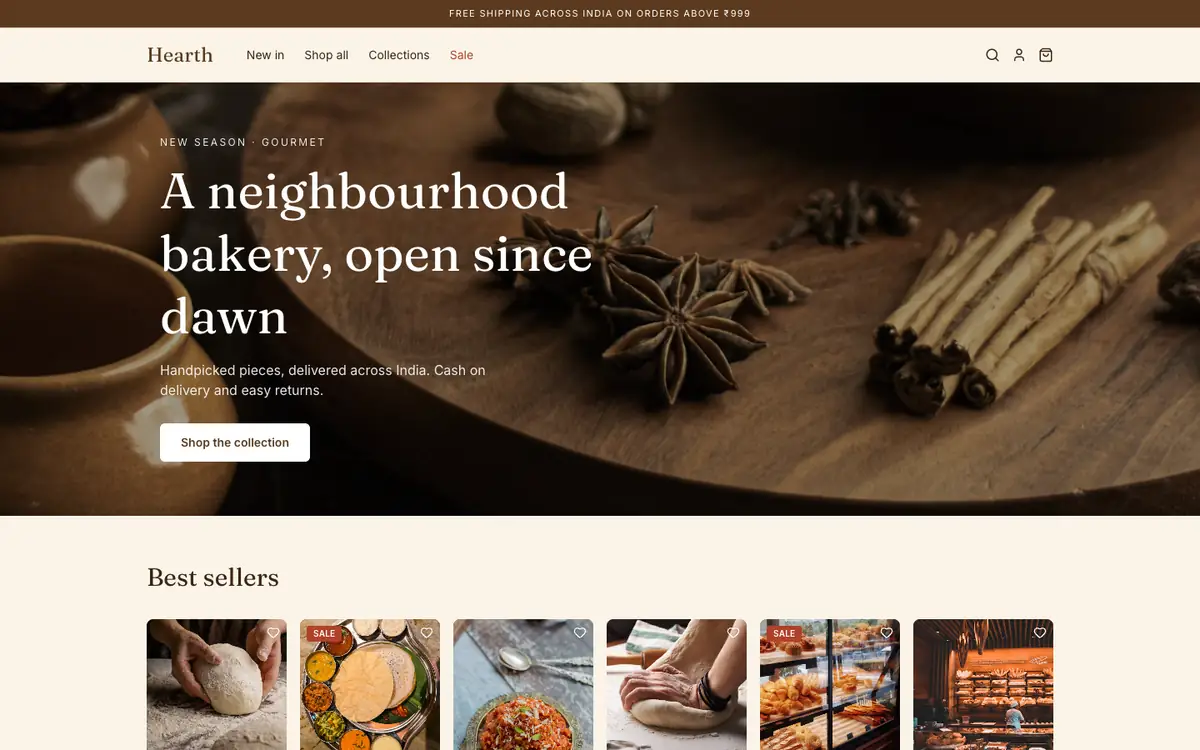 FREE SHIPPING ACROSS INDIA ON ORDERS ABOVE ₹999
Hearth
New in
Shop all
Collections
Sale
NEW SEASON · GOURMET
A neighbourhood
bakery, open since
dawn
Handpicked pieces, delivered across India. Cash on
delivery and easy returns.
Shop the collection
Best sellers
SALE
SALE